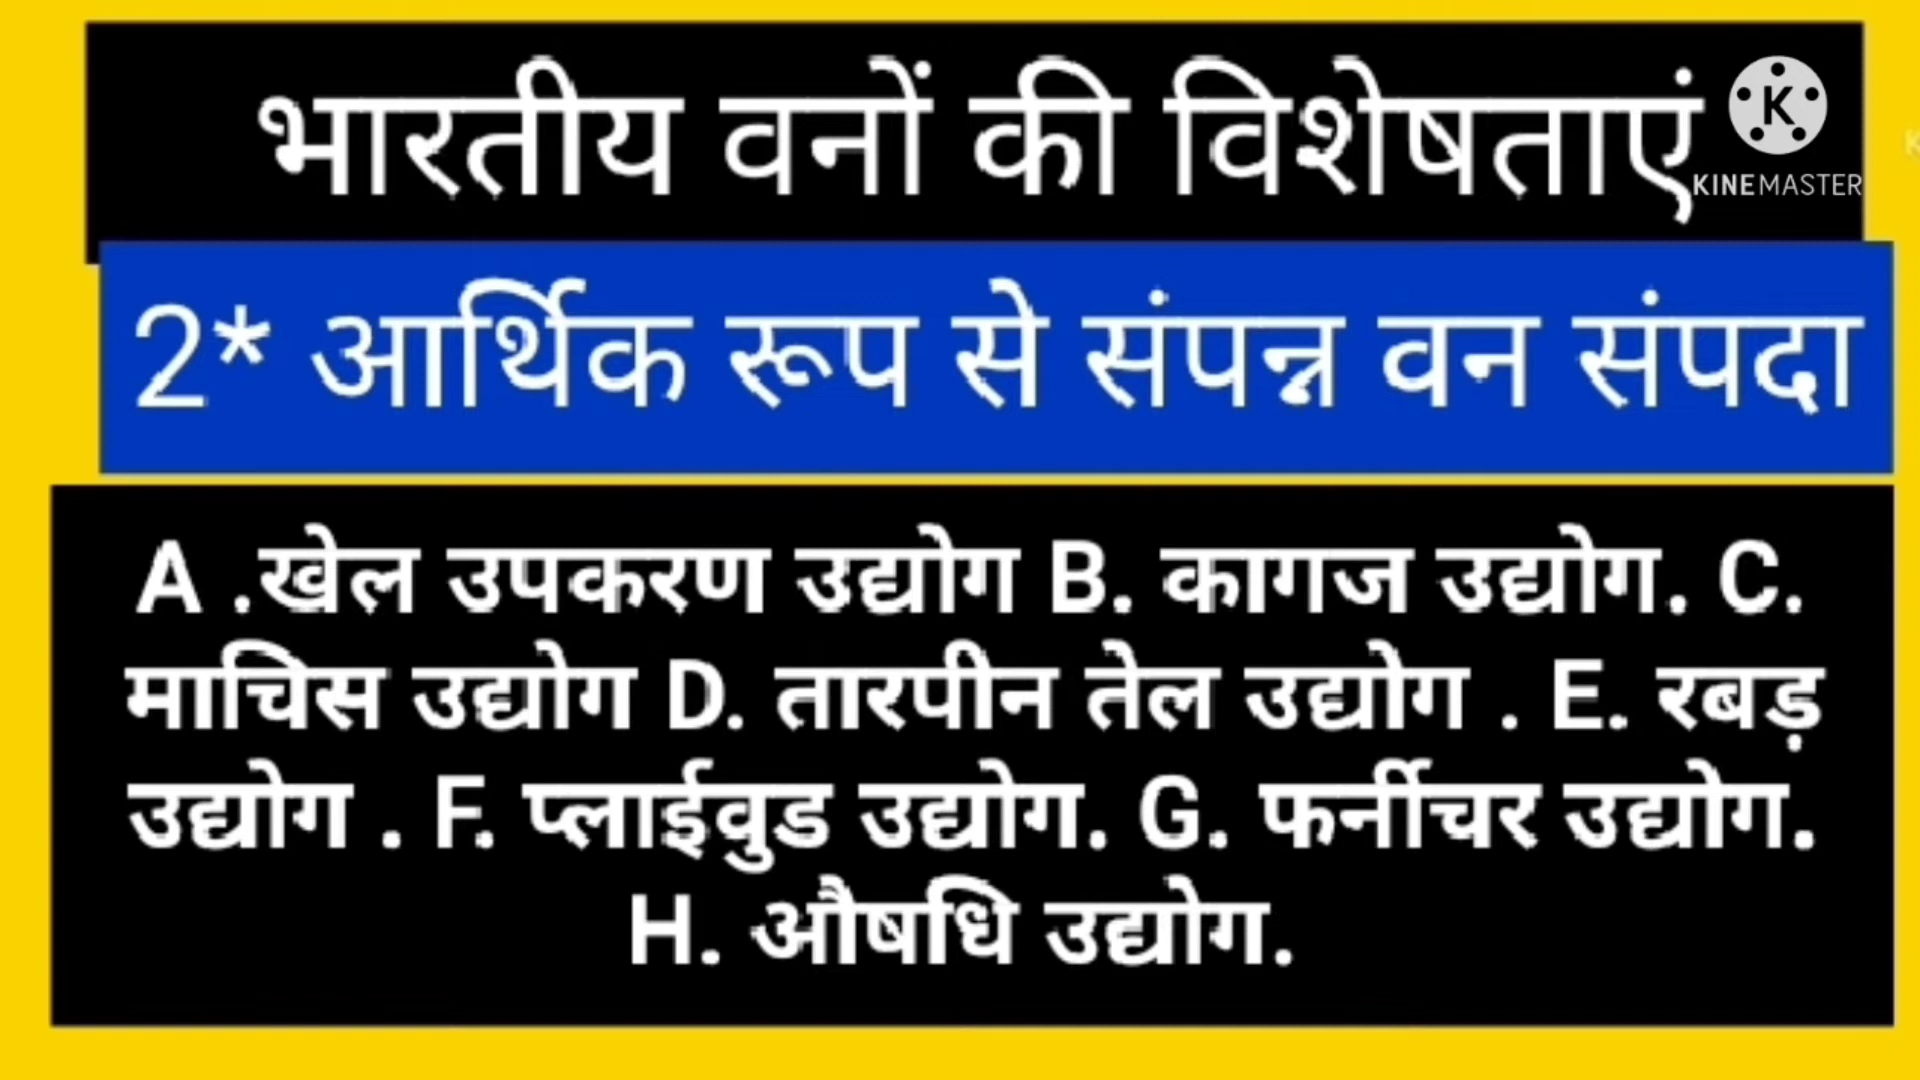 भारतीय वनों की विशेषताएं
KINEMASTER
2* आर्थिक रूप से संपन्न वन संपदा
A .खेल उपकरण उद्योग B. कागज उद्योग. C.
माचिस उद्योग D. तारपीन तेल उद्योग . E. रबड़
उद्योग . F. प्लाईवुड उद्योग. G. फर्नीचर उद्योग.
H. औषधि उद्योग.